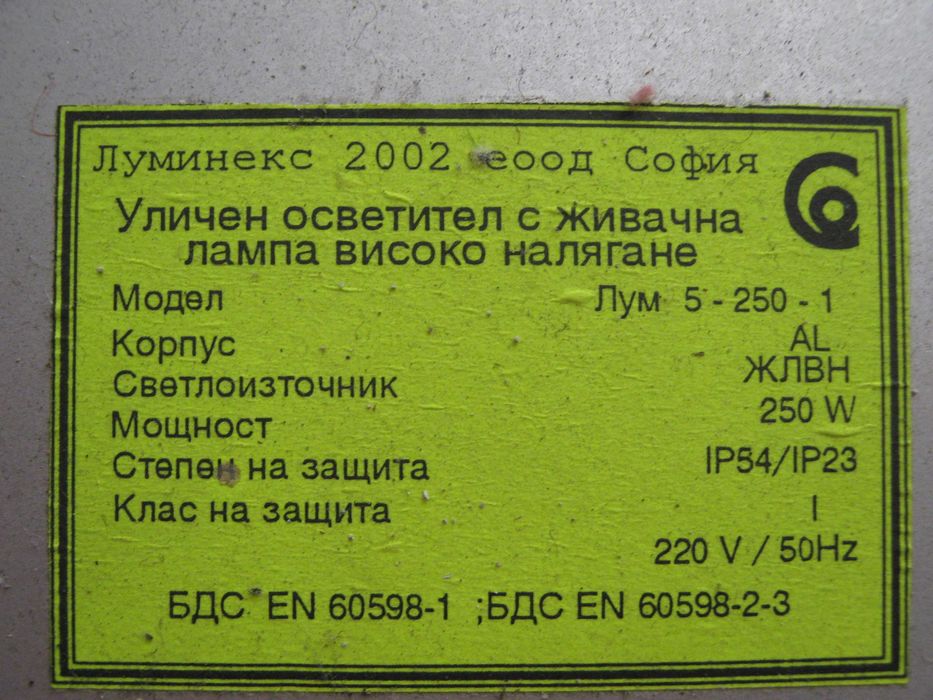 Луминекс 2002 еоод София
Уличен осветител с живачна
лампа високо налягане
Модел Лум 5 - 250 - 1
Корпус AL
Светлоизточник ЖЛВН
Мощност 250 W
Степен на защита IP54/IP23
Клас на защита I
220 V / 50Hz
БДС EN 60598-1 ;БДС EN 60598-2-3